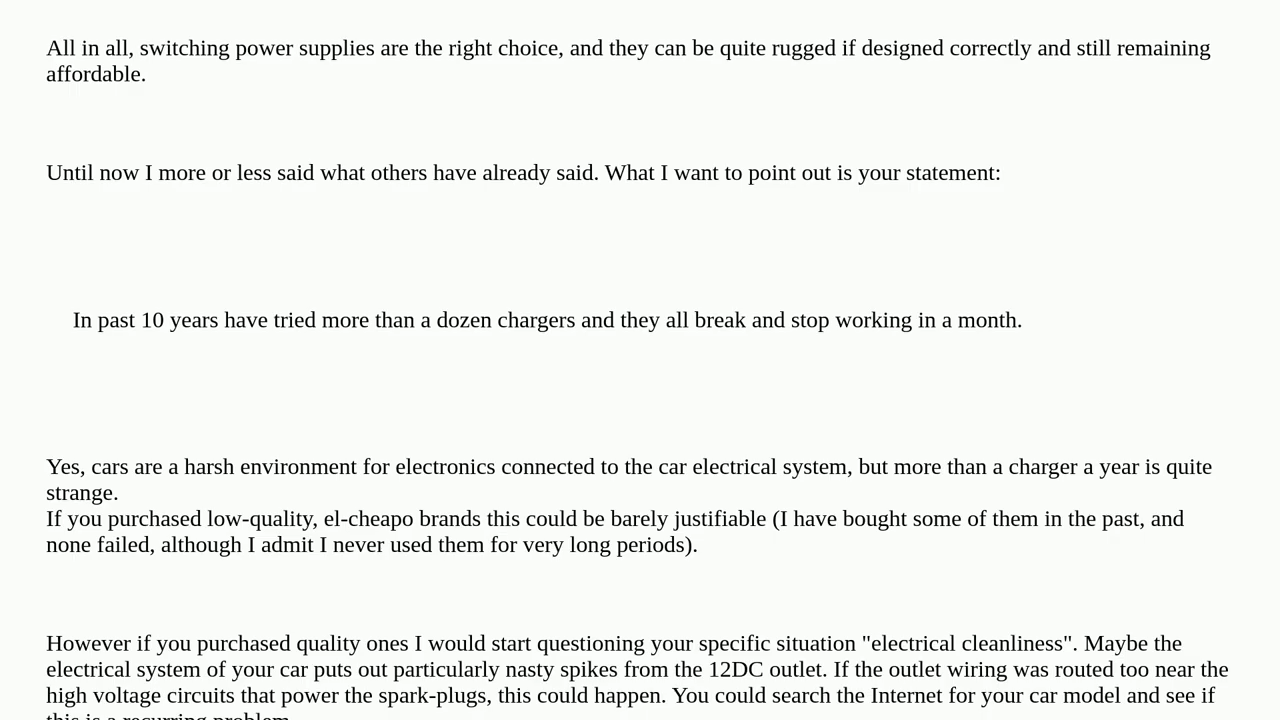 All in all, switching power supplies are the right choice, and they can be quite rugged if designed correctly and still remaining
affordable.
Until now I more or less said what others have already said. What I want to point out is your statement:
In past 10 years have tried more than a dozen chargers and they all break and stop working in a month.
Yes, cars are a harsh environment for electronics connected to the car electrical system, but more than a charger a year is quite
strange.
If you purchased low-quality, el-cheapo brands this could be barely justifiable (I have bought some of them in the past, and
none failed, although I admit I never used them for very long periods).
However if you purchased quality ones I would start questioning your specific situation "electrical cleanliness". Maybe the
electrical system of your car puts out particularly nasty spikes from the 12DC outlet. If the outlet wiring was routed too near the
high voltage circuits that power the spark-plugs, this could happen. You could search the Internet for your car model and see if
this is a recurring problem.